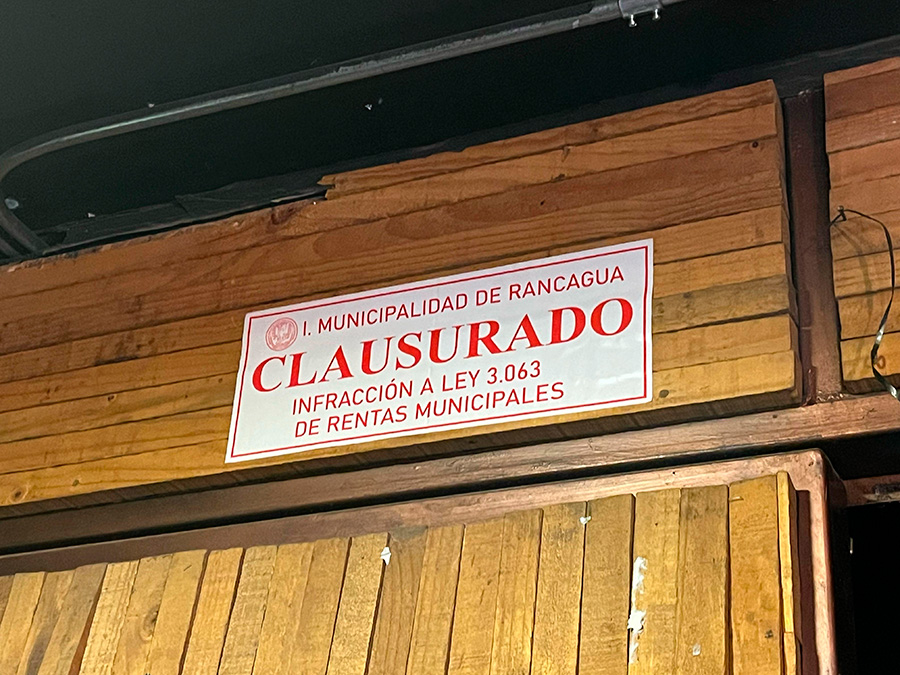 I. MUNICIPALIDAD DE RANCAGUA
CLAUSURADO
INFRACCIÓN A LEY 3.063
DE RENTAS MUNICIPALES